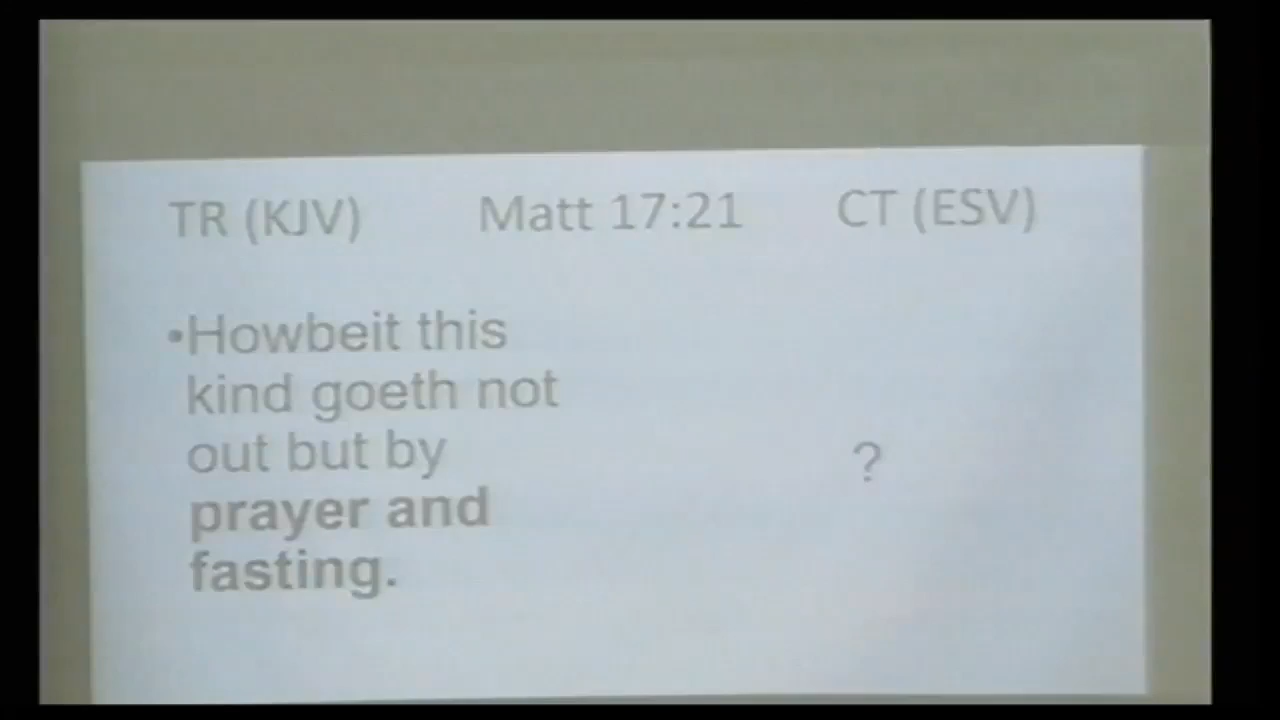 TR (KJV) Matt 17:21 CT (ESV)
•Howbeit this
kind goeth not
out but by
prayer and
fasting.
?